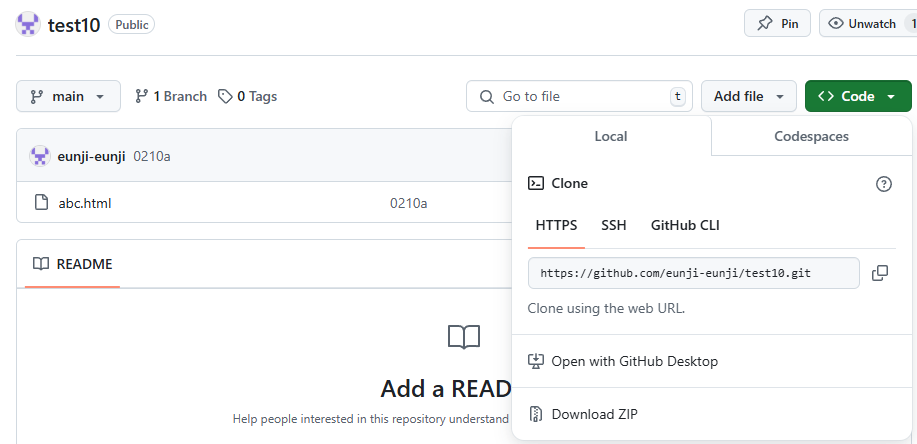 test10 Public Pin Unwatch 1
main 1 Branch 0 Tags Go to file t Add file Code
Local Codespaces
eunji-eunji 0210a
Clone
abc.html 0210a
HTTPS SSH GitHub CLI
README
https://github.com/eunji-eunji/test10.git
Clone using the web URL.
Open with GitHub Desktop
Add a READ
Download ZIP
Help people interested in this repository understand